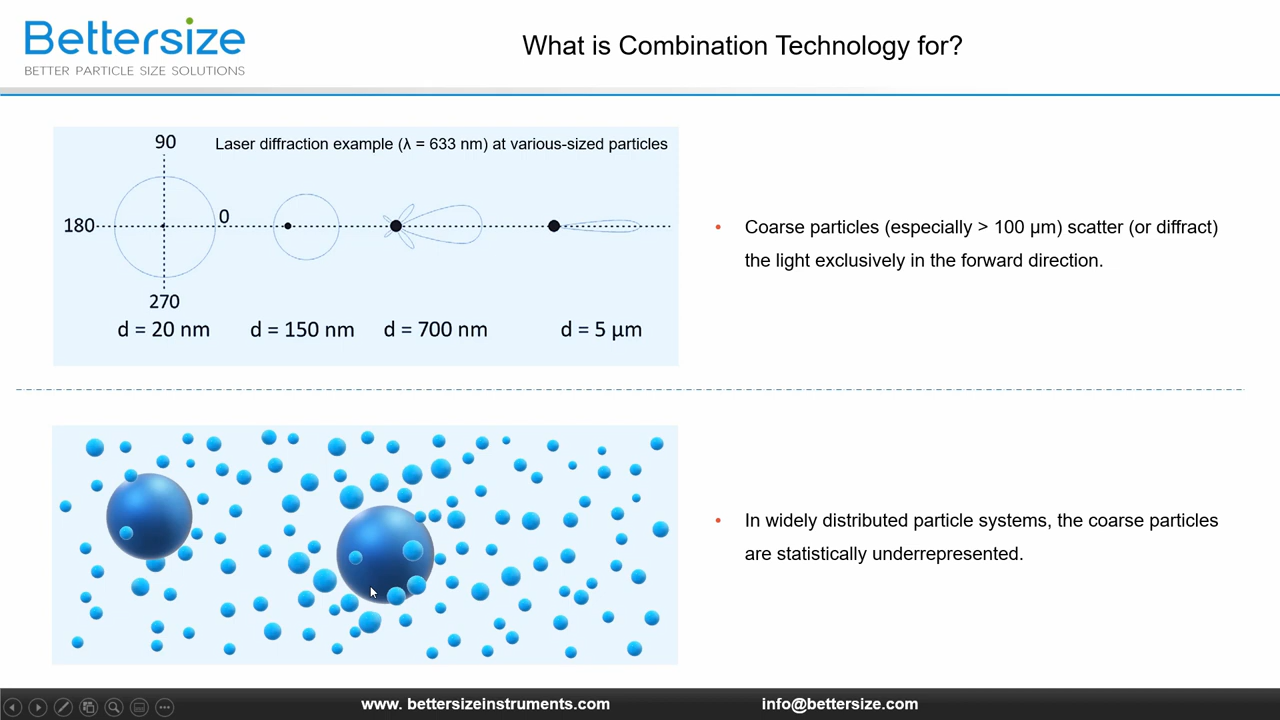 Bettersize
BETTER PARTICLE SIZE SOLUTIONS
What is Combination Technology for?
Laser diffraction example (λ = 633 nm) at various-sized particles
90
180
0
270
d = 20 nm
d = 150 nm
d = 700 nm
d = 5 µm
• Coarse particles (especially > 100 µm) scatter (or diffract)
the light exclusively in the forward direction.
• In widely distributed particle systems, the coarse particles
are statistically underrepresented.
www. bettersizeinstruments.com
info@bettersize.com